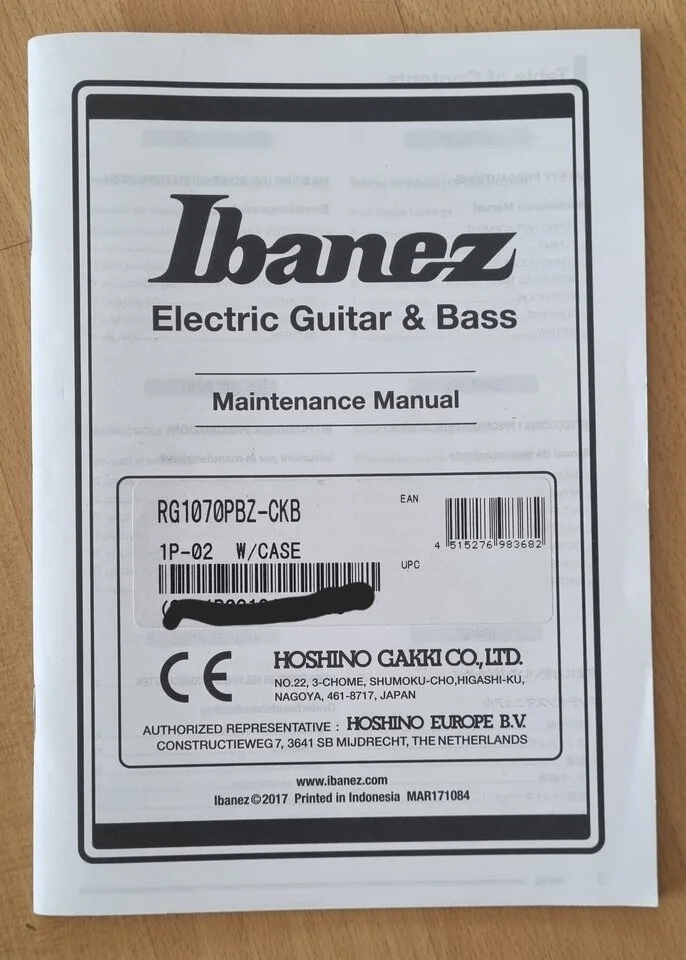 Ibanez
Electric Guitar & Bass
Maintenance Manual
RG1070PBZ-CKB
1P-02 W/CASE
EAN
4 515276 983682
UPC
CE
HOSHINO GAKKI CO., LTD.
NO.22, 3-CHOME, SHUMOKU-CHO,HIGASHI-KU,
NAGOYA, 461-8717, JAPAN
AUTHORIZED REPRESENTATIVE : HOSHINO EUROPE B.V.
CONSTRUCTIEWEG 7, 3641 SB MIJDRECHT, THE NETHERLANDS
www.ibanez.com
Ibanez©2017 Printed in Indonesia MAR171084